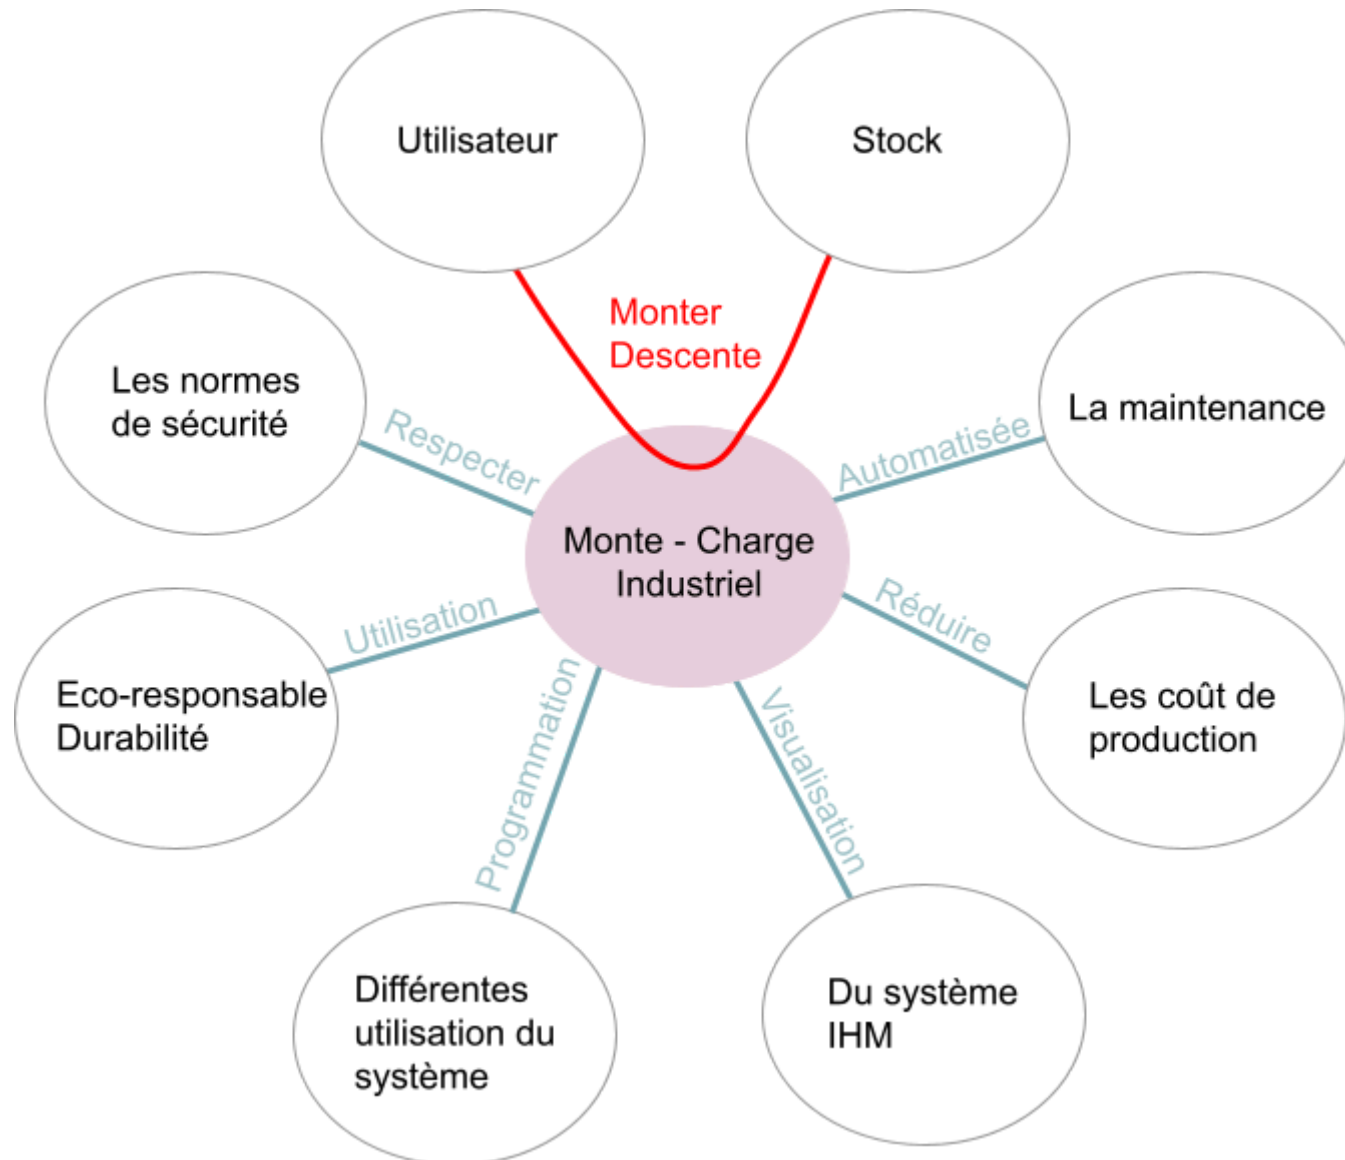 Utilisateur
Stock
Monter
Descente
Les normes
de sécurité
Respecter
Automatisée
La maintenance
Monte - Charge
Industriel
Utilisation
Réduire
Eco-responsable
Durabilité
Les coût de
production
Programmation
Visualisation
Différentes
utilisation du
système
Du système
IHM